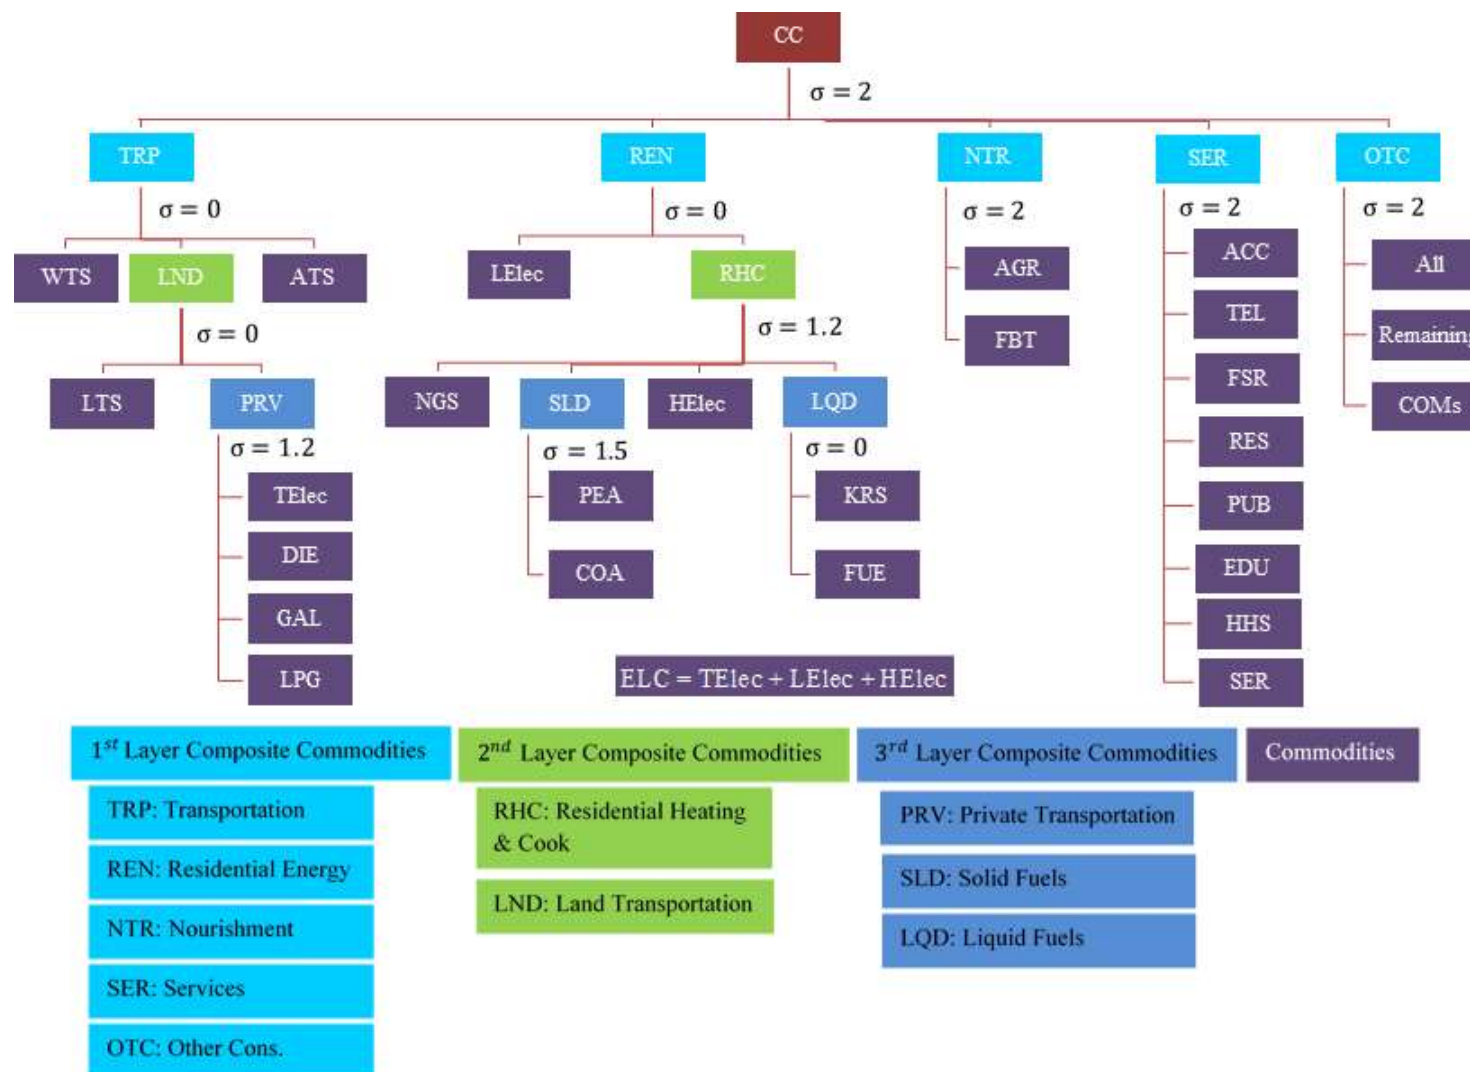 CC
σ = 2
TRP
REN
NTR
SER
OTC
σ = 0
σ = 0
σ = 2
σ = 2
σ = 2
WTS
LND
ATS
LElec
RHC
AGR
FBT
ACC
TEL
FSR
RES
PUB
EDU
HHS
SER
All
Remaining
COMs
σ = 0
σ = 1.2
LTS
PRV
NGS
SLD
HElec
LQD
σ = 1.2
σ = 1.5
σ = 0
TElec
DIE
GAL
LPG
PEA
COA
KRS
FUE
ELC = TElec + LElec + HElec
1st Layer Composite Commodities
TRP: Transportation
REN: Residential Energy
NTR: Nourishment
SER: Services
OTC: Other Cons.
2nd Layer Composite Commodities
RHC: Residential Heating
& Cook
LND: Land Transportation
3rd Layer Composite Commodities
PRV: Private Transportation
SLD: Solid Fuels
LQD: Liquid Fuels
Commodities